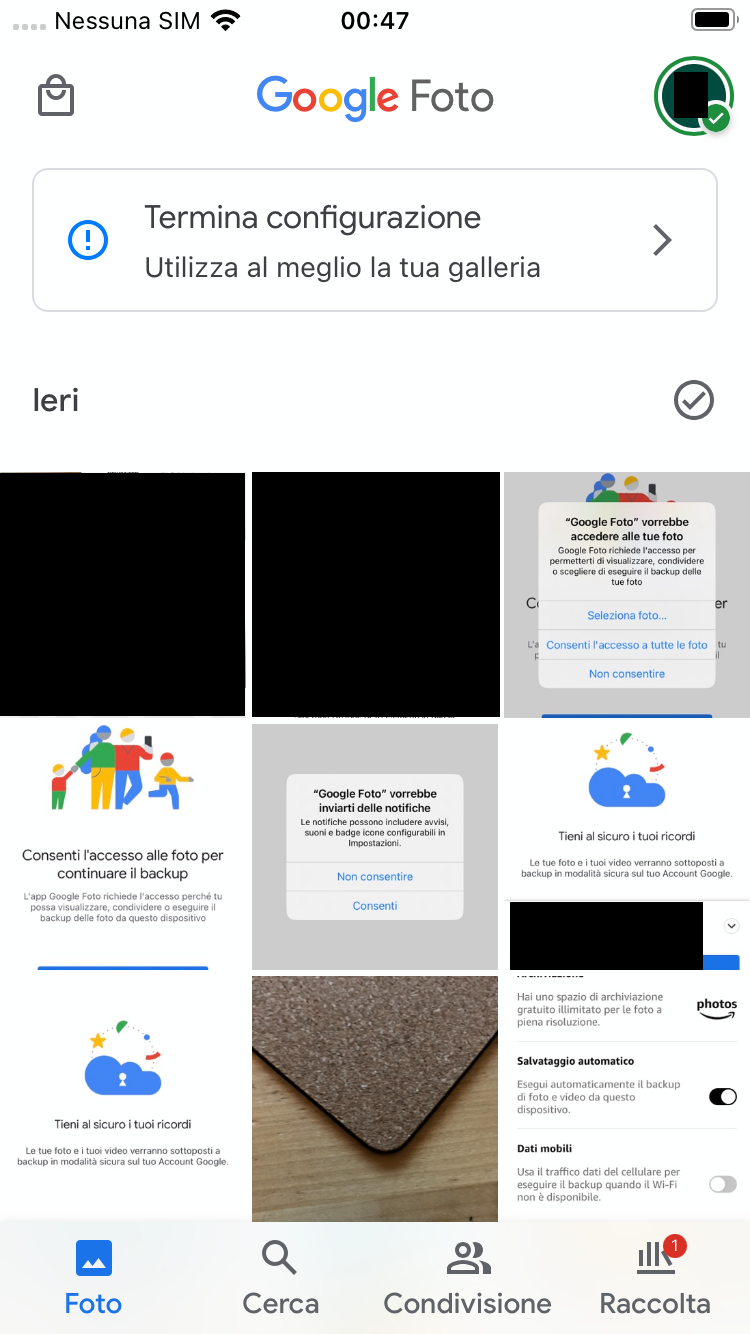 Nessuna SIM
00:47
Google Foto
Termina configurazione
Utilizza al meglio la tua galleria
Ieri
“Google Foto” vorrebbe
accedere alle tue foto
Google Foto richiede l'accesso per
permetterti di visualizzare, condividere
o scegliere di eseguire il backup delle
tue foto
Seleziona foto...
Consenti l'accesso a tutte le foto
Non consentire
Consenti l'accesso alle foto per
continuare il backup
L'app Google Foto richiede l'accesso perché tu
possa visualizzare, condividere o eseguire il
backup delle foto da questo dispositivo
“Google Foto” vorrebbe
inviarti delle notifiche
Le notifiche possono includere avvisi,
suoni e badge icone configurabili in
Impostazioni.
Non consentire
Consenti
Tieni al sicuro i tuoi ricordi
Le tue foto e i tuoi video verranno sottoposti a
backup in modalità sicura sul tuo Account Google.
Tieni al sicuro i tuoi ricordi
Le tue foto e i tuoi video verranno sottoposti a
backup in modalità sicura sul tuo Account Google.
Hai uno spazio di archiviazione
gratuito illimitato per le foto a
piena risoluzione.
photos
Salvataggio automatico
Esegui automaticamente il backup
di foto e video da questo
dispositivo.
Dati mobili
Usa il traffico dati del cellulare per
eseguire il backup quando il Wi-Fi
non è disponibile.
1
Foto
Cerca
Condivisione
Raccolta